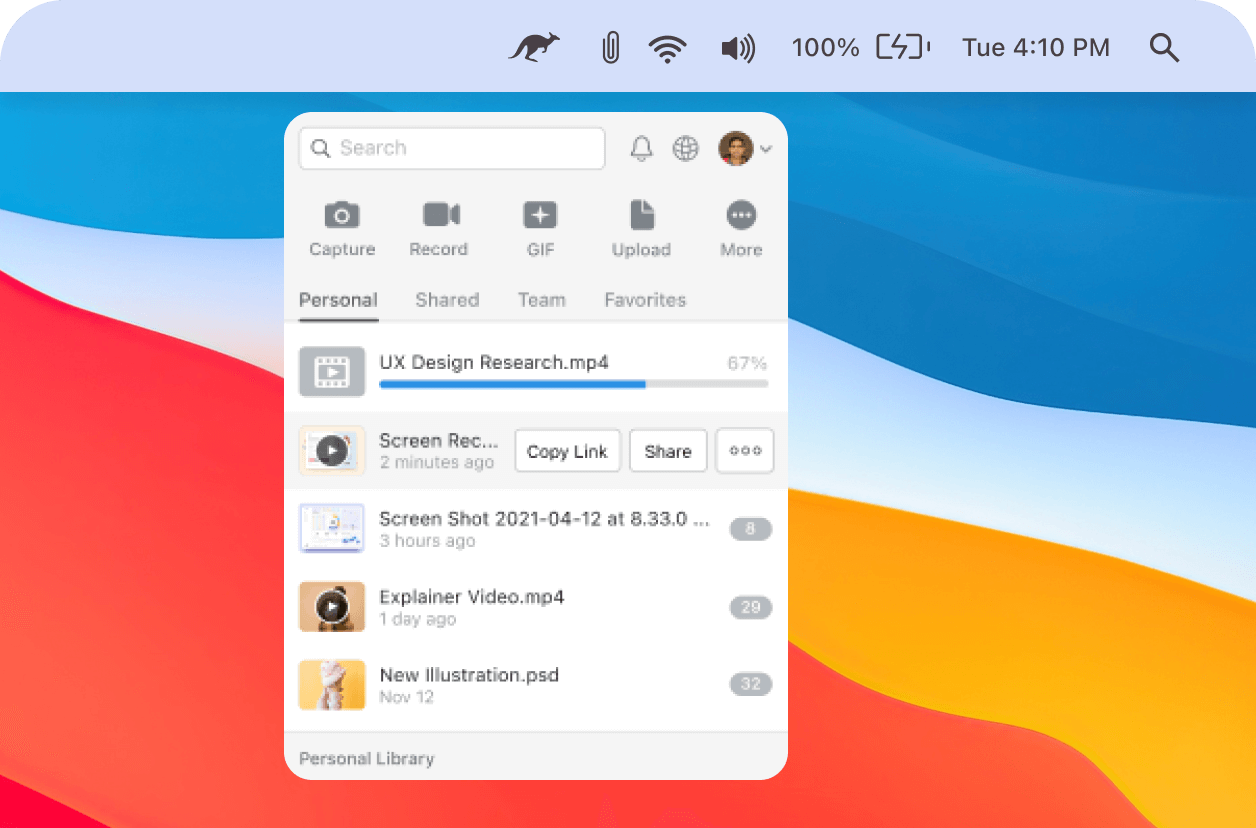 100% Tue 4:10 PM
Search
Capture Record GIF Upload More
Personal Shared Team Favorites
UX Design Research.mp4 67%
Screen Rec... Copy Link Share
2 minutes ago
Screen Shot 2021-04-12 at 8.33.0 ... 8
3 hours ago
Explainer Video.mp4 29
1 day ago
New Illustration.psd 32
Nov 12
Personal Library